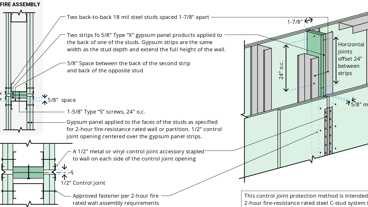 FIRE ASSEMBLY
Two back-to-back 18 mil steel studs spaced 1-7/8" apart
Two strips fo 5/8" Type "X" gypsum panel products applied to
the back of one of the studs. Gypsum strips are the same
width as the stud depth and extend the full height of the wall.
5/8" Space between the back of the second strip
and back of the opposite stud
5/8" space
1-5/8" Type "S" screws, 24" o.c.
Gypsum panel applied to the faces of the studs as specified
for 2-hour fire-resistance rated wall or partition. 1/2" control
joint opening centered over the gypsum panel strips.
A 1/2" metal or vinyl control joint accessory stapled
to wall on each side of the control joint opening
1/2" Control joint
Approved fastener per 2-hour fire
rated wall assembly requirements
1-7/8"
24" o.c.
Horizontal
joints
offset 24"
between
strips
5/8"
This control joint protection method is intended
2-hour fire-resistance rated steel C-stud system